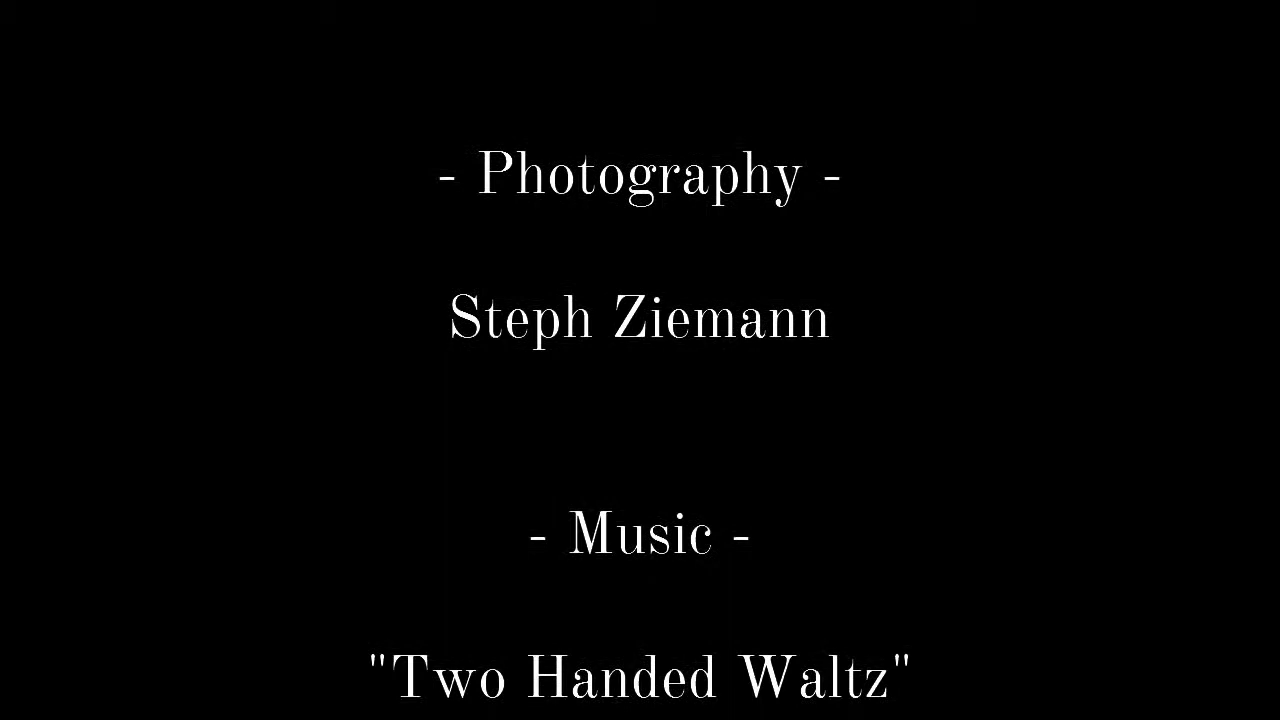 - Photography -
Steph Ziemann
- Music -
"Two Handed Waltz"